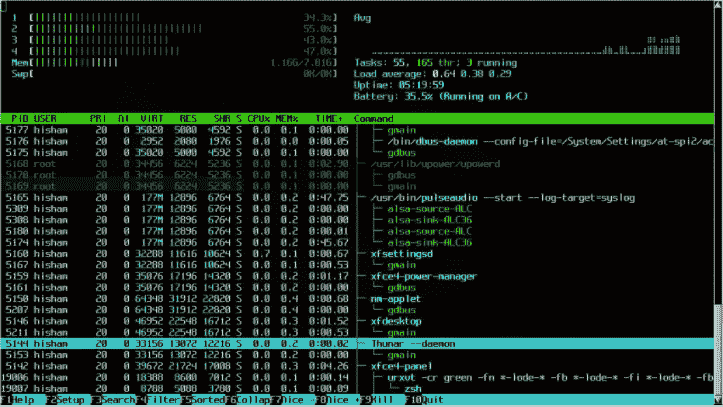 1 [ 34.3%] Avg
2 [ 55.0%]
3 [ 43.0%]
4 [ 47.0%]
Mem[ 1.16G/7.81G] Tasks: 55, 165 thr; 3 running
Swp[ 0K/0K] Load average: 0.64 0.38 0.29
Uptime: 05:19:59
Battery: 35.5% (Running on A/C)
PID USER PRI NI VIRT RES SHR S CPU% MEM% TIME+ Command
5177 hisham 20 0 35020 5000 4592 S 0.0 0.1 0:00.00 gmain
5176 hisham 20 0 2952 2080 1976 S 0.0 0.0 0:00.05 /bin/dbus-daemon --config-file=/System/Settings/at-spi2/ac
5175 hisham 20 0 35020 5000 4592 S 0.0 0.1 0:00.00 gdbus
5168 root 20 0 34456 6224 5236 S 0.0 0.1 0:02.90 /usr/lib/upower/upowerd
5170 root 20 0 34456 6224 5236 S 0.0 0.1 gdbus
5169 root 20 0 34456 6224 5236 S 0.0 0.1 gmain
5165 hisham 20 0 177M 12896 6764 S 0.0 0.2 0:47.75 /usr/bin/pulseaudio --start --log-target=syslog
5309 hisham 20 0 177M 12896 6764 S 0.0 0.2 0:00.00 alsa-source-ALC
5308 hisham 20 0 177M 12896 6764 S 0.0 0.2 0:00.00 alsa-sink-ALC36
5180 hisham 20 0 177M 12896 6764 S 0.0 0.2 0:00.01 alsa-source-ALC
5174 hisham 20 0 177M 12896 6764 S 0.0 0.2 0:45.67 alsa-sink-ALC36
5160 hisham 20 0 32288 11616 10624 S 0.7 0.1 0:00.67 xfsettingsd
5167 hisham 20 0 32288 11616 10624 S 0.0 0.1 0:00.53 gmain
5159 hisham 20 0 35076 17196 14320 S 0.0 0.2 0:01.17 xfce4-power-manager
5161 hisham 20 0 35076 17196 14320 S 0.0 0.2 0:00.00 gdbus
5150 hisham 20 0 64348 31912 22820 S 0.0 0.4 0:00.60 nm-applet
5207 hisham 20 0 64348 31912 22820 S 0.0 0.4 0:00.00 gdbus
5146 hisham 20 0 46952 22548 16712 S 0.0 0.3 0:01.52 xfdesktop
5211 hisham 20 0 46952 22548 16712 S 0.0 0.3 0:00.53 gmain
5144 hisham 20 0 33156 13072 12216 S 0.0 0.2 0:00.02 Thunar --daemon
5153 hisham 20 0 33156 13072 12216 S 0.0 0.2 0:00.00 gmain
5142 hisham 20 0 39672 21724 17008 S 0.0 0.3 0:04.26 xfce4-panel
19006 hisham 20 0 18388 8608 7012 S 0.0 0.1 0:00.14 urxvt -cr green -fn *-lode-* -fb *-lode-* -fi *-lode-* -fb
19007 hisham 20 0 8708 5088 3780 S 0.0 0.1 0:00.09 zsh
F1Help F2Setup F3Search F4Filter F5Sorted F6Collap F7Nice - F8Nice + F9Kill F10Quit